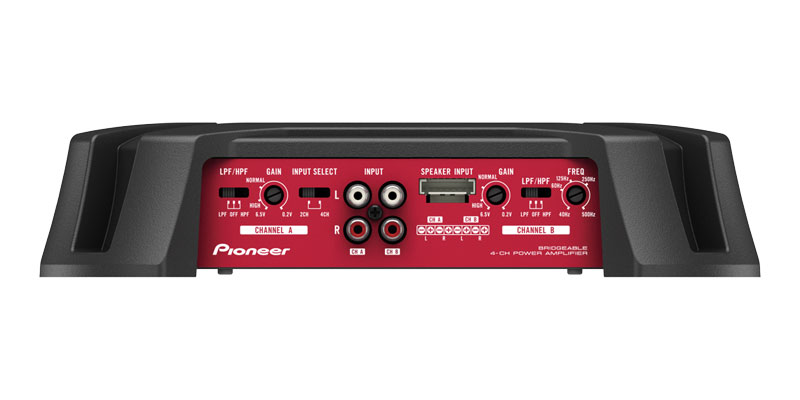 LPF/HPF
LPF OFF HPF
GAIN
NORMAL
HIGH
6.5V 0.2V
CHANNEL A
INPUT SELECT
2CH 4CH
INPUT
L
R
CH A CH B
SPEAKER INPUT
CH A CH B
L R L R
GAIN
NORMAL
HIGH
6.5V 0.2V
LPF/HPF
LPF OFF HPF
CHANNEL B
FREQ
125Hz 250Hz
60Hz
40Hz 500Hz
Pioneer
BRIDGEABLE
4-CH POWER AMPLIFIER